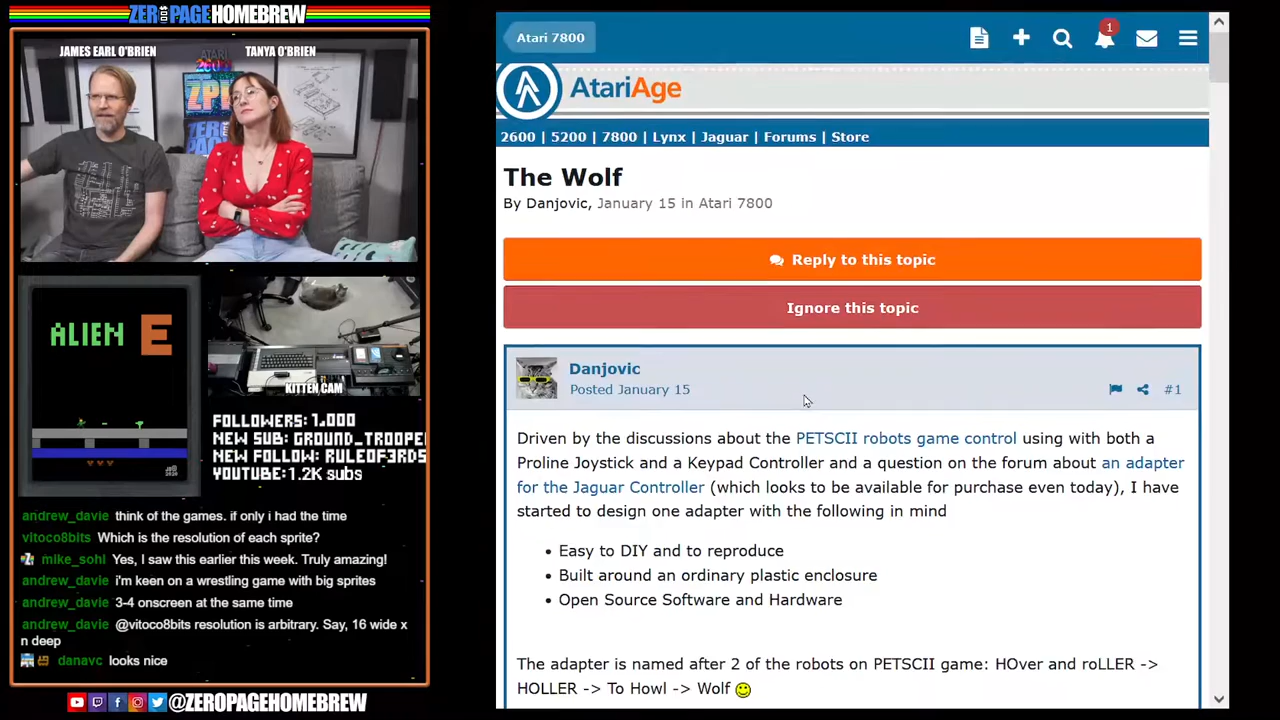 ZERO PAGE HOMEBREW
JAMES EARL O'BRIEN
TANYA O'BRIEN
ALIEN E
KITTEN CAM
FOLLOWERS: 1,000
NEW SUB: GROUND_TROOPE
NEW FOLLOW: RULEOF3RDS
YOUTUBE: 1.2K subs
andrew_davie think of the games. if only i had the time
vitoco8bits Which is the resolution of each sprite?
mike_sohl Yes, I saw this earlier this week. Truly amazing!
andrew_davie i'm keen on a wrestling game with big sprites
andrew_davie 3-4 onscreen at the same time
andrew_davie @vitoco8bits resolution is arbitrary. Say, 16 wide x
n deep
danavc looks nice
@ZEROPAGEHOMEBREW
Atari 7800
1
AtariAge
2600 | 5200 | 7800 | Lynx | Jaguar | Forums | Store
The Wolf
By Danjovic, January 15 in Atari 7800
Reply to this topic
Ignore this topic
Danjovic
Posted January 15
#1
Driven by the discussions about the PETSCII robots game control using with both a
Proline Joystick and a Keypad Controller and a question on the forum about an adapter
for the Jaguar Controller (which looks to be available for purchase even today), I have
started to design one adapter with the following in mind
• Easy to DIY and to reproduce
• Built around an ordinary plastic enclosure
• Open Source Software and Hardware
The adapter is named after 2 of the robots on PETSCII game: HOver and roLLER ->
HOLLER -> To Howl -> Wolf